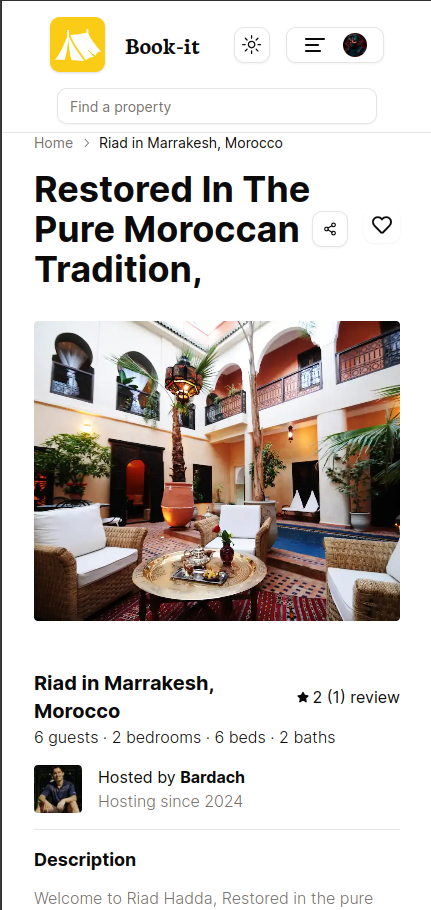 Book-it
Find a property
Home > Riad in Marrakesh, Morocco
Restored In The
Pure Moroccan
Tradition,
Riad in Marrakesh,
Morocco
2 (1) review
6 guests · 2 bedrooms · 6 beds · 2 baths
Hosted by Bardach
Hosting since 2024
Description
Welcome to Riad Hadda, Restored in the pure